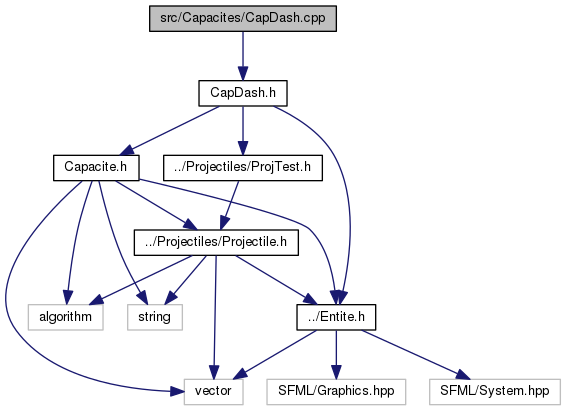 src/Capacites/CapDash.cpp
CapDash.h
Capacite.h
../Projectiles/ProjTest.h
../Projectiles/Projectile.h
algorithm
string
../Entite.h
vector
SFML/Graphics.hpp
SFML/System.hpp